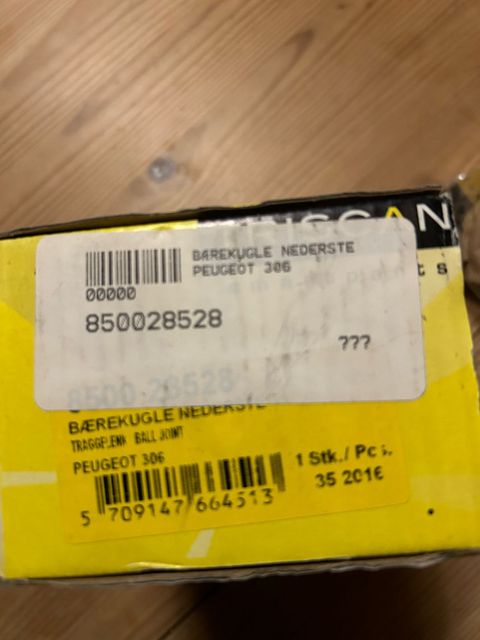 BÆREKUGLE NEDERSTE
PEUGEOT 306
00000
850028528
???
8500 28528
BÆREKUGLE NEDERSTE
TRAGGELENK BALL JOINT
PEUGEOT 306
1 Stk./ Pcs.
35 2016
5 709147 664513